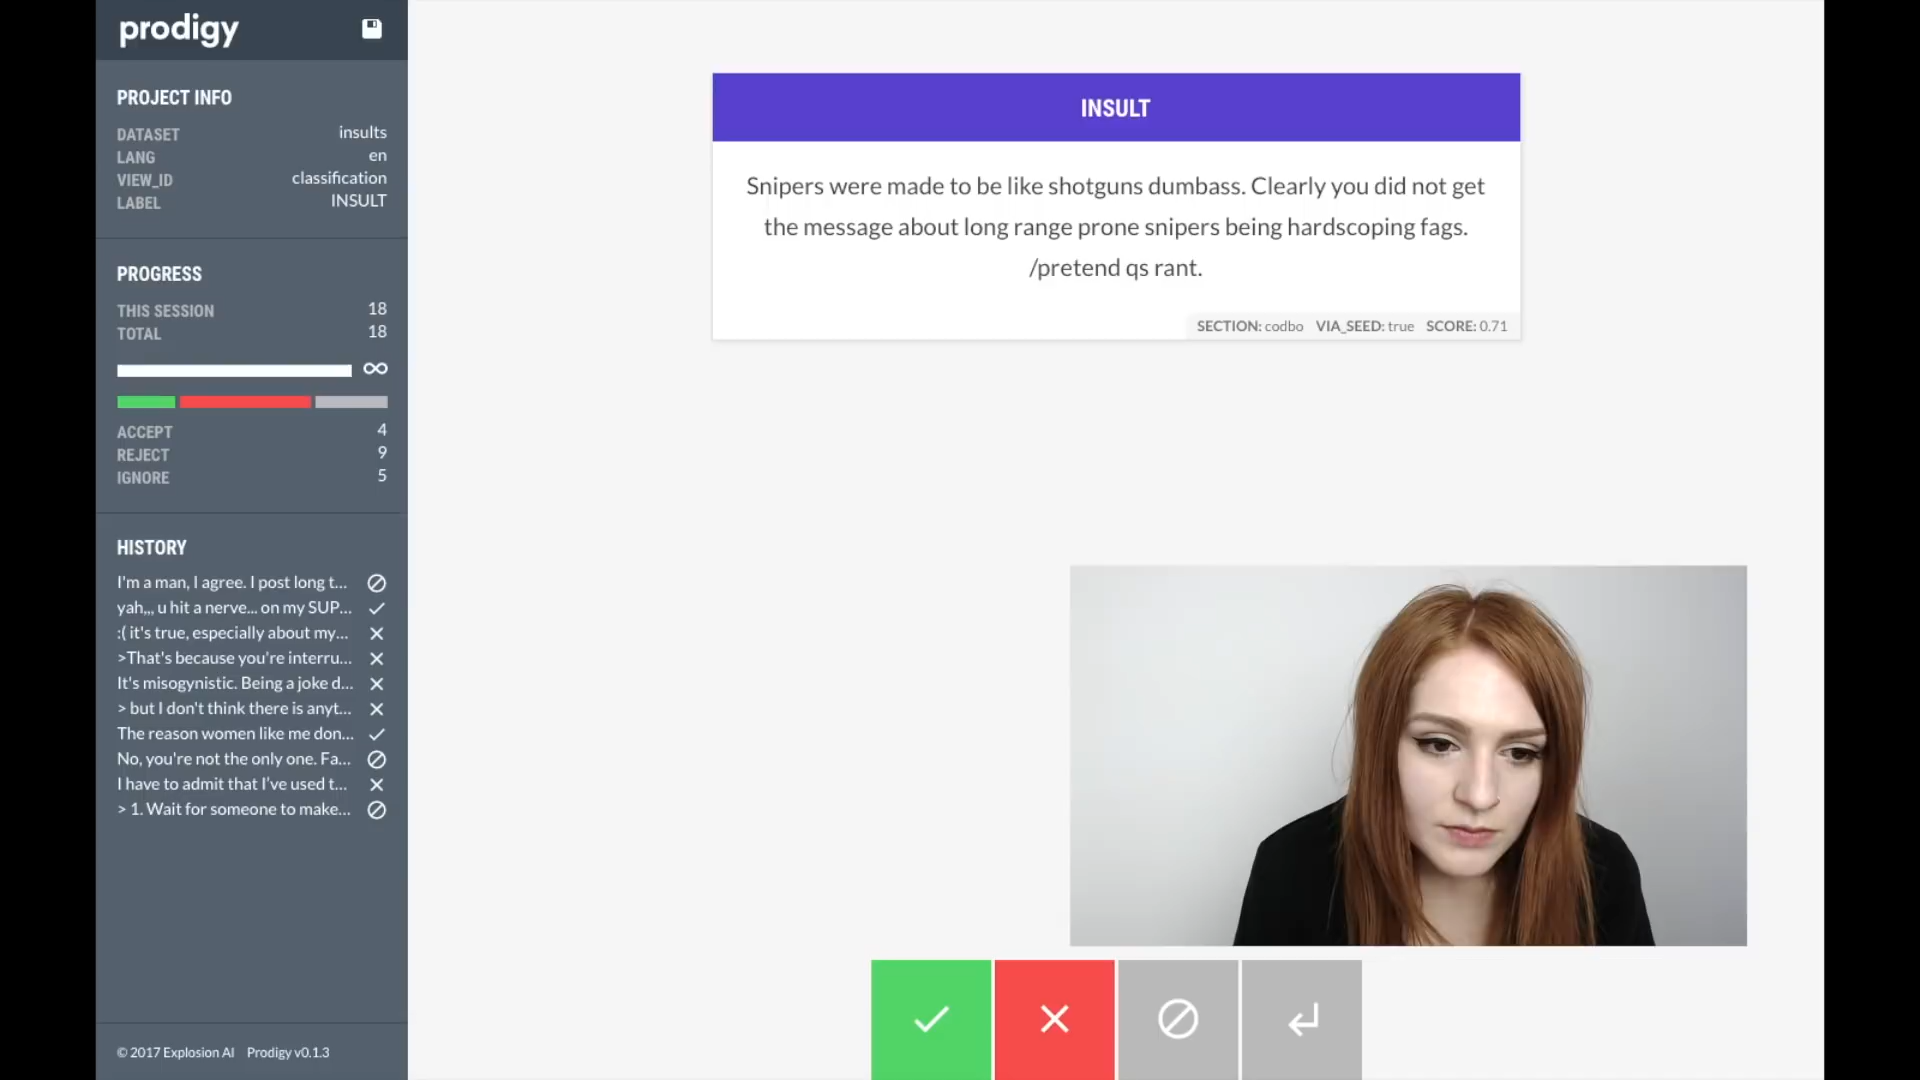 prodigy
PROJECT INFO
DATASET insults
LANG en
VIEW_ID classification
LABEL INSULT
PROGRESS
THIS SESSION 18
TOTAL 18
∞
ACCEPT 4
REJECT 9
IGNORE 5
HISTORY
I'm a man, I agree. I post long t...
yah,,, u hit a nerve... on my SUP...
:( it's true, especially about my...
>That's because you're interru...
It's misogynistic. Being a joke d...
> but I don't think there is anyt...
The reason women like me don...
No, you're not the only one. Fa...
I have to admit that I've used t...
> 1. Wait for someone to make...
© 2017 Explosion AI Prodigy v0.1.3
INSULT
Snipers were made to be like shotguns dumbass. Clearly you did not get
the message about long range prone snipers being hardscoping fags.
/pretend qs rant.
SECTION: codbo VIA_SEED: true SCORE: 0.71